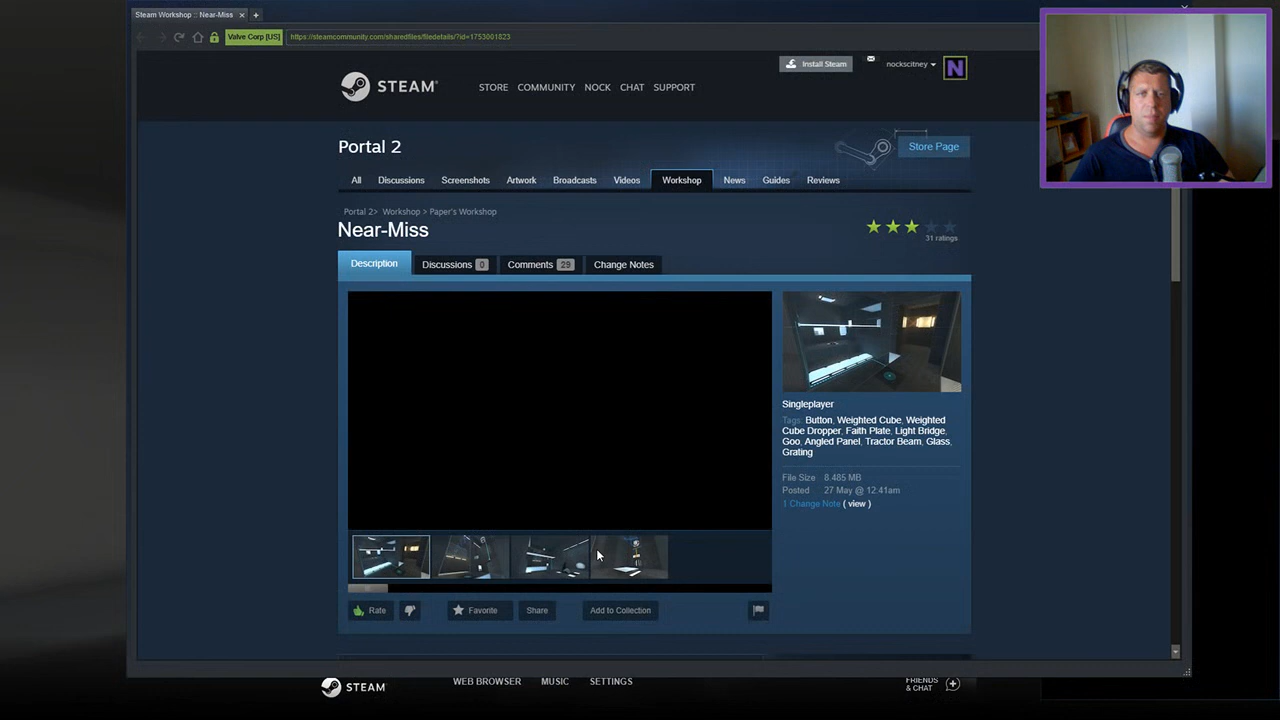 Steam Workshop :: Near-Miss
Valve Corp [US] https://steamcommunity.com/sharedfiles/filedetails/?id=1753001823
Install Steam
nockscitney
N
STEAM®
STORE COMMUNITY NOCK CHAT SUPPORT
Portal 2
Store Page
All Discussions Screenshots Artwork Broadcasts Videos Workshop News Guides Reviews
Portal 2> Workshop > Paper's Workshop
Near-Miss
31 ratings
Description Discussions 0 Comments 29 Change Notes
Singleplayer
Tags: Button, Weighted Cube, Weighted
Cube Dropper, Faith Plate, Light Bridge,
Goo, Angled Panel, Tractor Beam, Glass,
Grating
File Size 8.485 MB
Posted 27 May @ 12:41am
1 Change Note ( view )
Rate Favorite Share Add to Collection
STEAM
WEB BROWSER MUSIC SETTINGS
FRIENDS
& CHAT